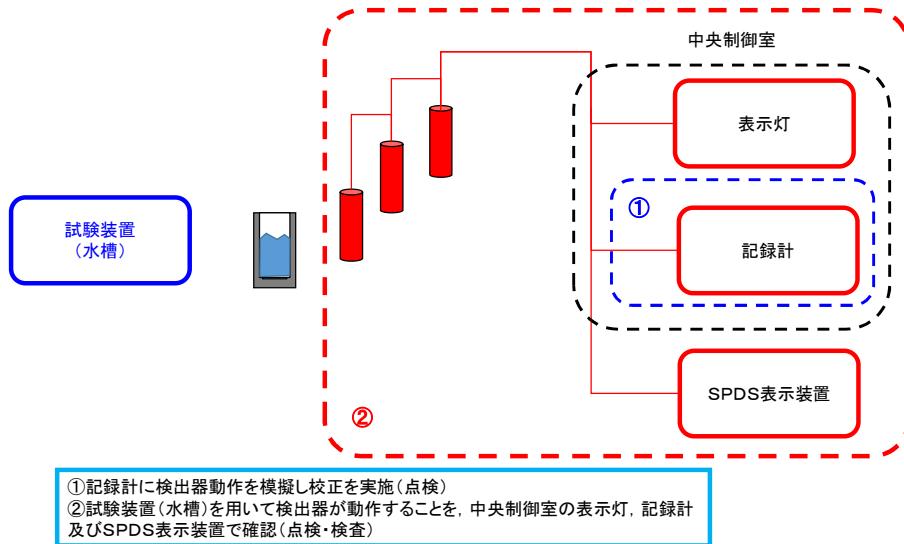 中央制御室
表示灯
①
試験装置
(水槽)
記録計
SPDS表示装置
②
①記録計に検出器動作を模擬し校正を実施(点検)
②試験装置(水槽)を用いて検出器が動作することを, 中央制御室の表示灯, 記録計
及びSPDS表示装置で確認(点検・検査)